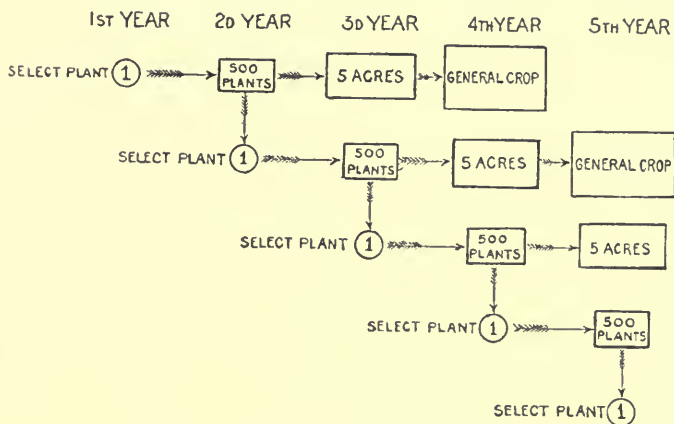 1ST YEAR 2D YEAR 3D YEAR 4TH YEAR 5TH YEAR
SELECT PLANT 1 500 PLANTS 5 ACRES GENERAL CROP
SELECT PLANT 1 500 PLANTS 5 ACRES GENERAL CROP
SELECT PLANT 1 500 PLANTS 5 ACRES
SELECT PLANT 1 500 PLANTS
SELECT PLANT 1